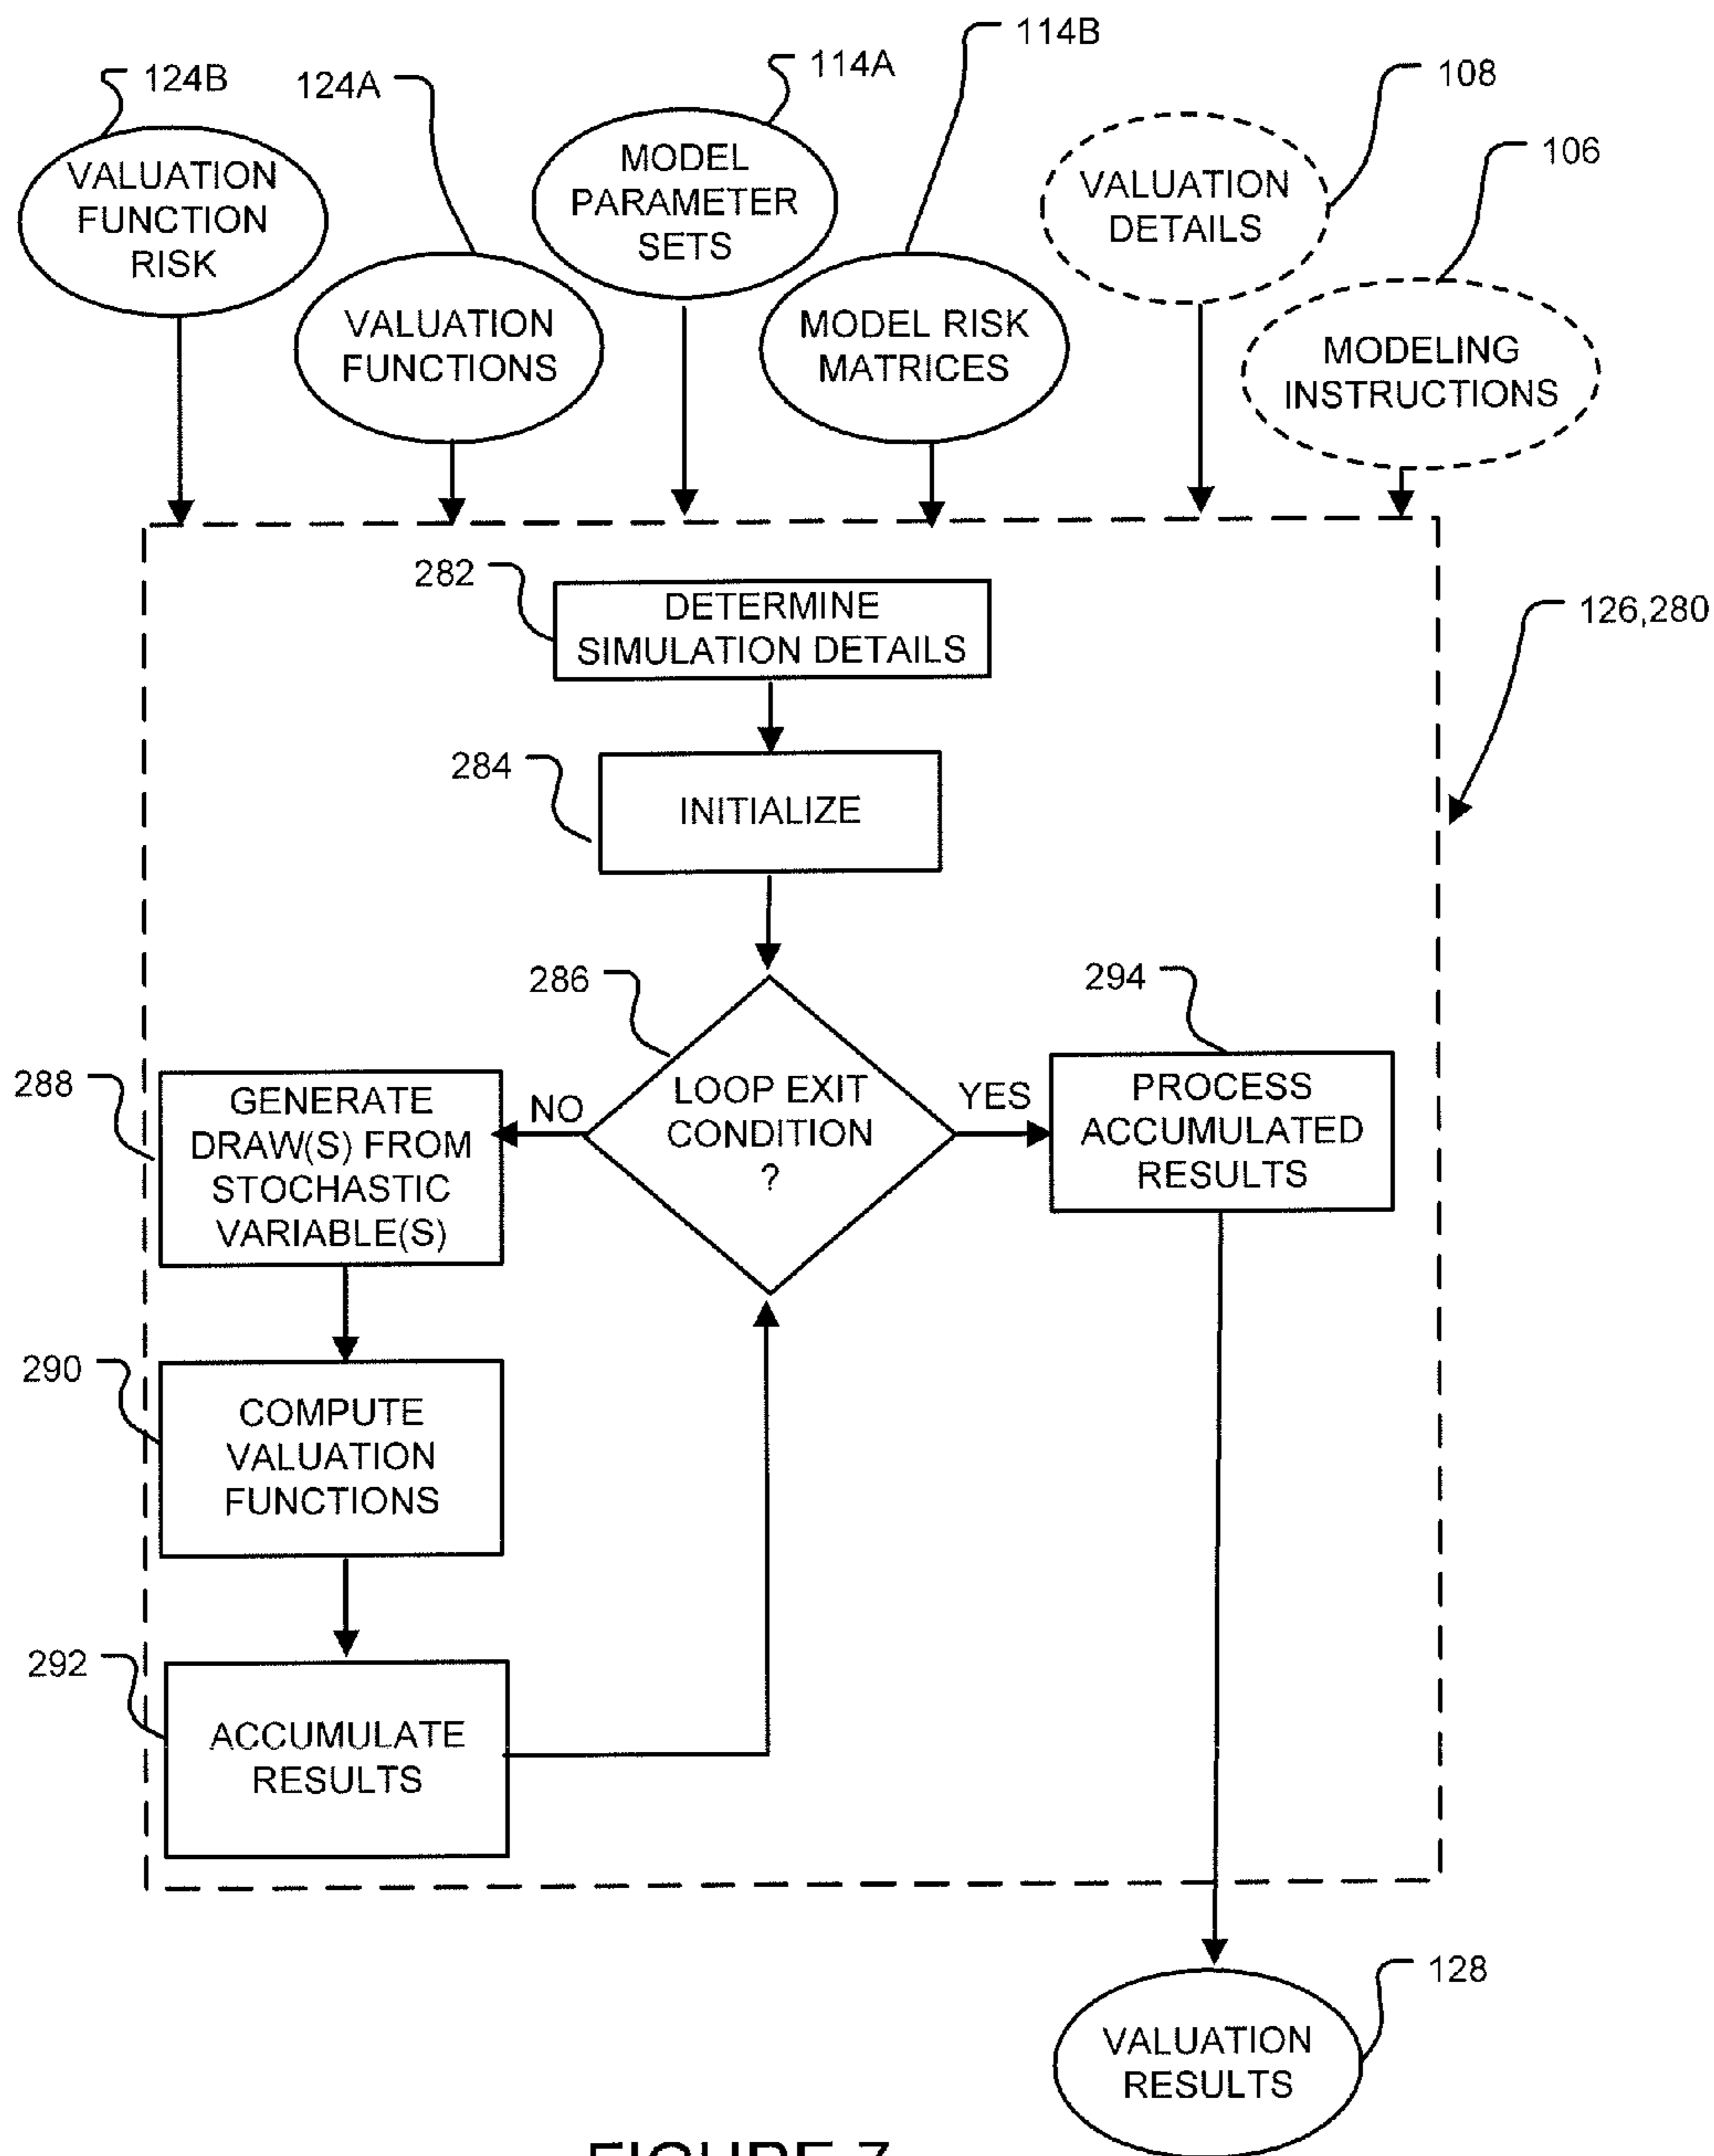 114B
124B
114A
108
124A
106
VALUATION
FUNCTION
RISK
MODEL
PARAMETER
SETS
VALUATION
DETAILS
VALUATION
FUNCTIONS
MODEL RISK
MATRICES
MODELING
INSTRUCTIONS
282
DETERMINE
SIMULATION DETAILS
126,280
284
INITIALIZE
286
294
288
GENERATE
DRAW(S) FROM
STOCHASTIC
VARIABLE(S)
NO
LOOP EXIT
CONDITION
?
YES
PROCESS
ACCUMULATED
RESULTS
290
COMPUTE
VALUATION
FUNCTIONS
292
ACCUMULATE
RESULTS
128
VALUATION
RESULTS
FIGURE 7